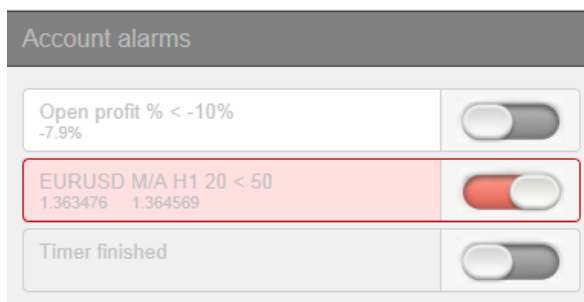 Account alarms
Open profit % < -10%
-7.9%
EURUSD M/A H1 20 < 50
1.363476 1.364569
Timer finished